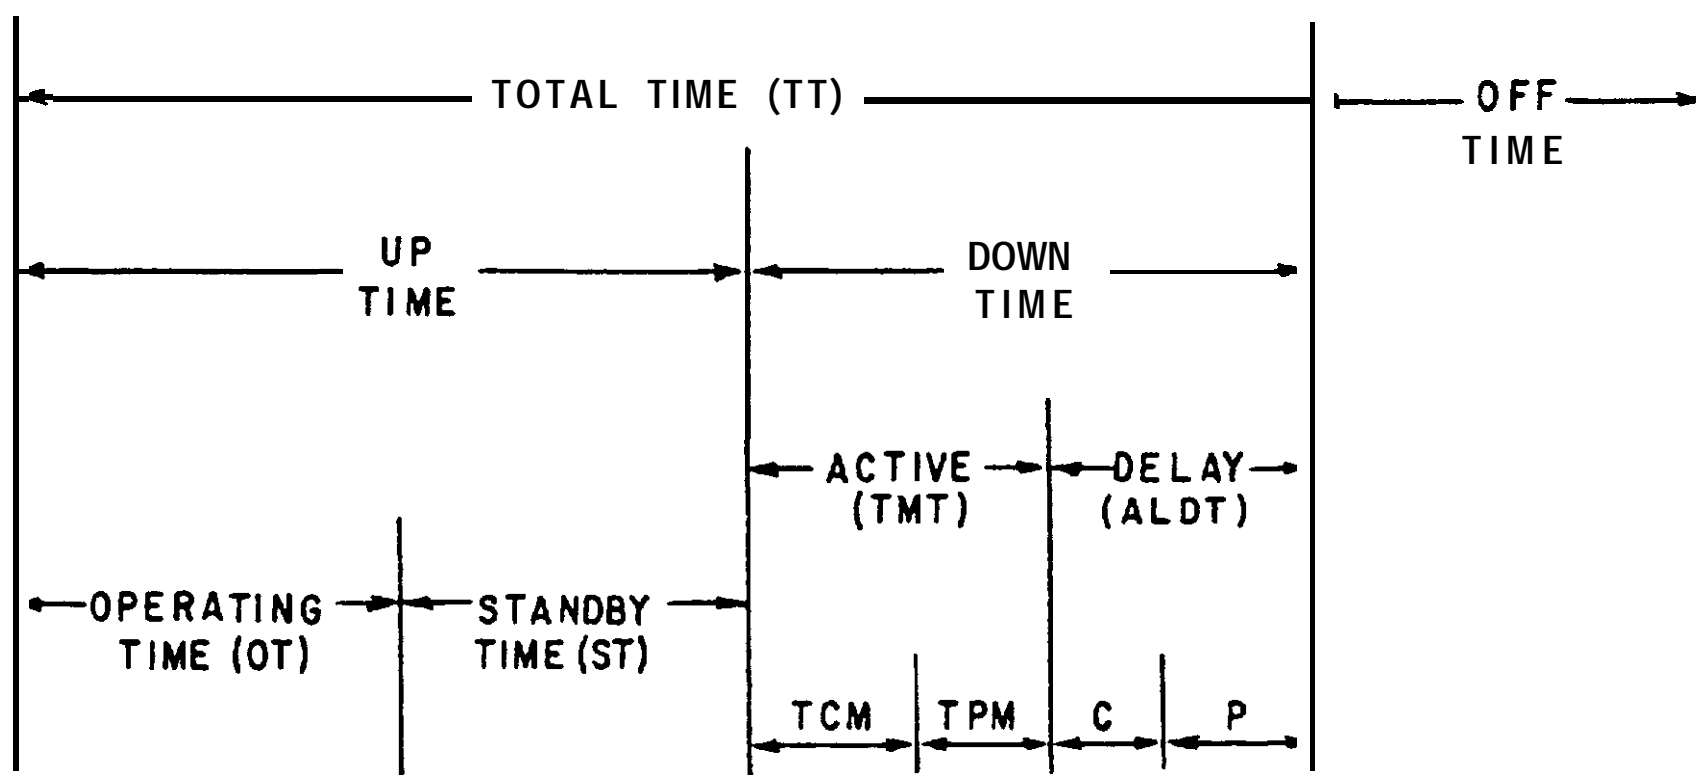 TOTAL TIME (TT)
OFF
TIME
UP
TIME
DOWN
TIME
ACTIVE
(TMT)
DELAY
(ALDT)
OPERATING
TIME (OT)
STANDBY
TIME (ST)
TCM
TPM
C
P